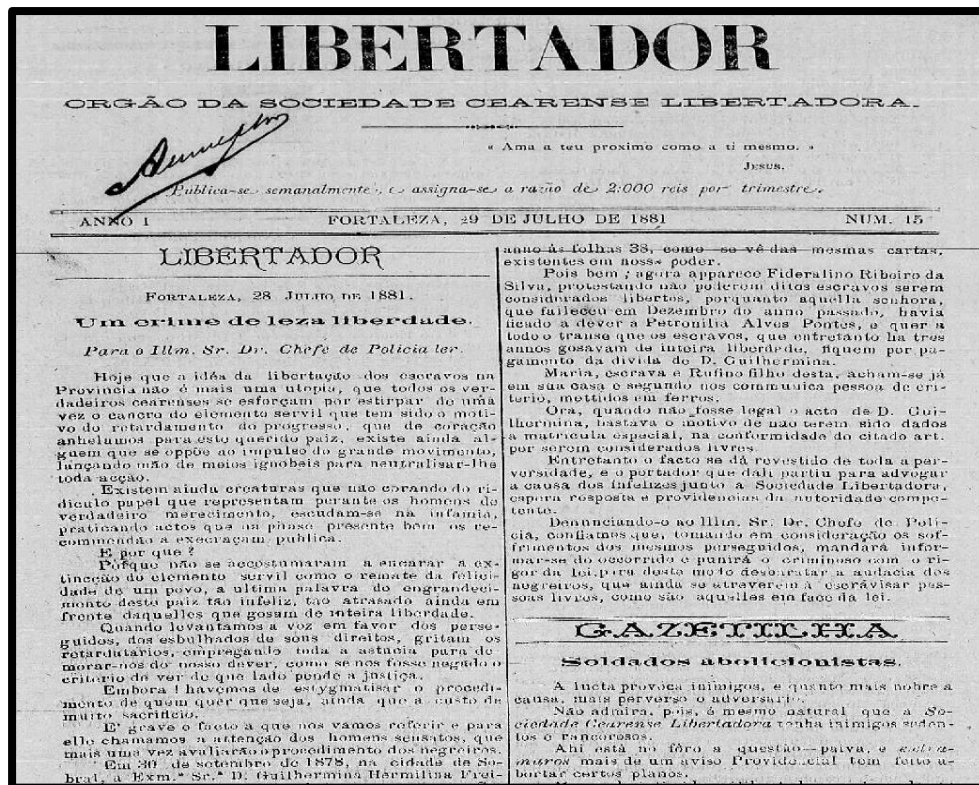 LIBERTADOR
ORGÃO DA SOCIEDADE CEARENSE LIBERTADORA.
« Ama a teu proximo como a ti mesmo. »
JESUS.
Publica-se semanalmente, e assigna-se a razão de 2:000 reis por trimestre.
ANNO 1 FORTALEZA, 29 DE JULHO DE 1881 NUM. 15
LIBERTADOR
FORTALEZA, 28 JULHO DE 1881.
Um crime de leza liberdade.
Para o Illm. Sr. Dr. Chefe de Policia ler.
Hoje que a idéa da libertação dos escravos na
Provincia não é mais uma utopia, que todos os ver-
dadeiros cearenses se esforçam por estirpar de uma
vez o cancro do elemento servil que tem sido o moti-
vo do retardamento do progresso, que de coração
anhelamos para este querido paiz, existe ainda al-
guem que se oppõe ao impulso do grande movimento,
lançando mão de meios ignobeis para neutralisar-lhe
toda acção.
Existem ainda creaturas que não corando do ri-
diculo papel que representam perante os homens de
verdadeiro merecimento, escudam-se na infamia,
praticando actos que na phase presente bem os re-
commendão a execraçam publica.
E por que ?
Porque não se accostumaram a encarar a ex-
tincção do elemento servil como o remate da felici-
dade de um povo, a ultima palavra do engrandeci-
mento deste paiz tão infeliz, tão atrasado ainda em
frente daquelles que gosam de inteira liberdade.
Quando levantamos a voz em favor dos perse-
guidos, dos esbulhados de seus direitos, gritam os
retardatarios, empregando toda a astucia para de-
morar-nos do nosso dever, como se nos fosse negado o
criterio de ver de que lado pende a justiça.
Embora ! havemos de estygmatisar o procedi-
mento de quem quer que seja, ainda que a custo de
muito sacrificio.
E' grave o facto a que nos vamos referir e para
elle chamamos a attenção dos homens sensatos, que
mais uma vez avaliarão o procedimento dos negreiros.
Em 30 de setembro de 1878, na cidade de So-
bral, a Exm.ª Sr.ª D. Guilhermina Hermilina Frei-
anno ás folhas 38, como se vê das mesmas cartas,
existentes em nosso poder.
Pois bem ; agora apparece Fideralino Ribeiro da
Silva, protestando não poderem ditos escravos serem
considerados libertos, porquanto aquella senhora,
que falleceu em Dezembro do anno passado, havia
ficado a dever a Petronilia Alves Pontes, e quer a
todo o transe que os escravos, que entretanto ha tres
annos gosavam de inteira liberdade, fiquem por pa-
gamento da divida de D. Guilhermina.
Maria, escrava e Rufino filho desta, acham-se já
em sua casa e segundo nos communica pessoa de cri-
terio, mettidos em ferros.
Ora, quando não fosse legal o acto de D. Gui-
lhermina, bastava o motivo de não terem sido dados
a matricula especial, na conformidade do citado art.
por serem considerados livres.
Entretanto o facto se dá revestido de toda a per-
versidade, e o portador que dali partiu para advogar
a causa dos infelizes junto a Sociedade Libertadora,
espera resposta e providencias da autoridade compe-
tente.
Denunciando-o ao Illm. Sr. Dr. Chefe de Poli-
cia, confiamos que, tomando em consideração os sof-
frimentos dos mesmos perseguidos, mandará infor-
mar-se do occorrido e punirá o criminoso com o ri-
gor da lei, para deste modo a audacia dos
negreiros, que ainda se atreverem á escravisar pes-
soas livres, como são aquelles em face da lei.
GAZETILHA
Soldados abolicionistas.
A lucta provoca inimigos, e quanto mais nobre a
causa, mais perverso o adversario.
Não admira, pois, é mesmo natural que a So-
ciedade Cearense Libertadora tenha inimigos seden-
tos e rancorosos.
Ahi está no fôro a questão—paiva, e extra-
muros mais de um aviso Providencial tem feito a-
bortar certos planos.